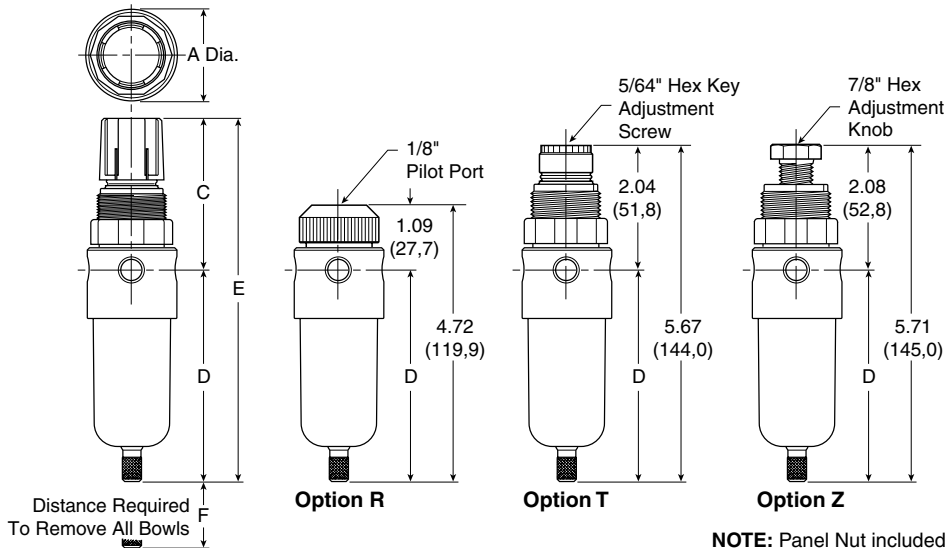 A Dia.
C
E
D
Distance Required
To Remove All Bowls
F
1/8"
Pilot Port
1.09
(27,7)
4.72
(119,9)
D
Option R
5/64" Hex Key
Adjustment
Screw
2.04
(51,8)
5.67
(144,0)
D
Option T
7/8" Hex
Adjustment
Knob
2.08
(52,8)
5.71
(145,0)
D
Option Z
NOTE: Panel Nut included